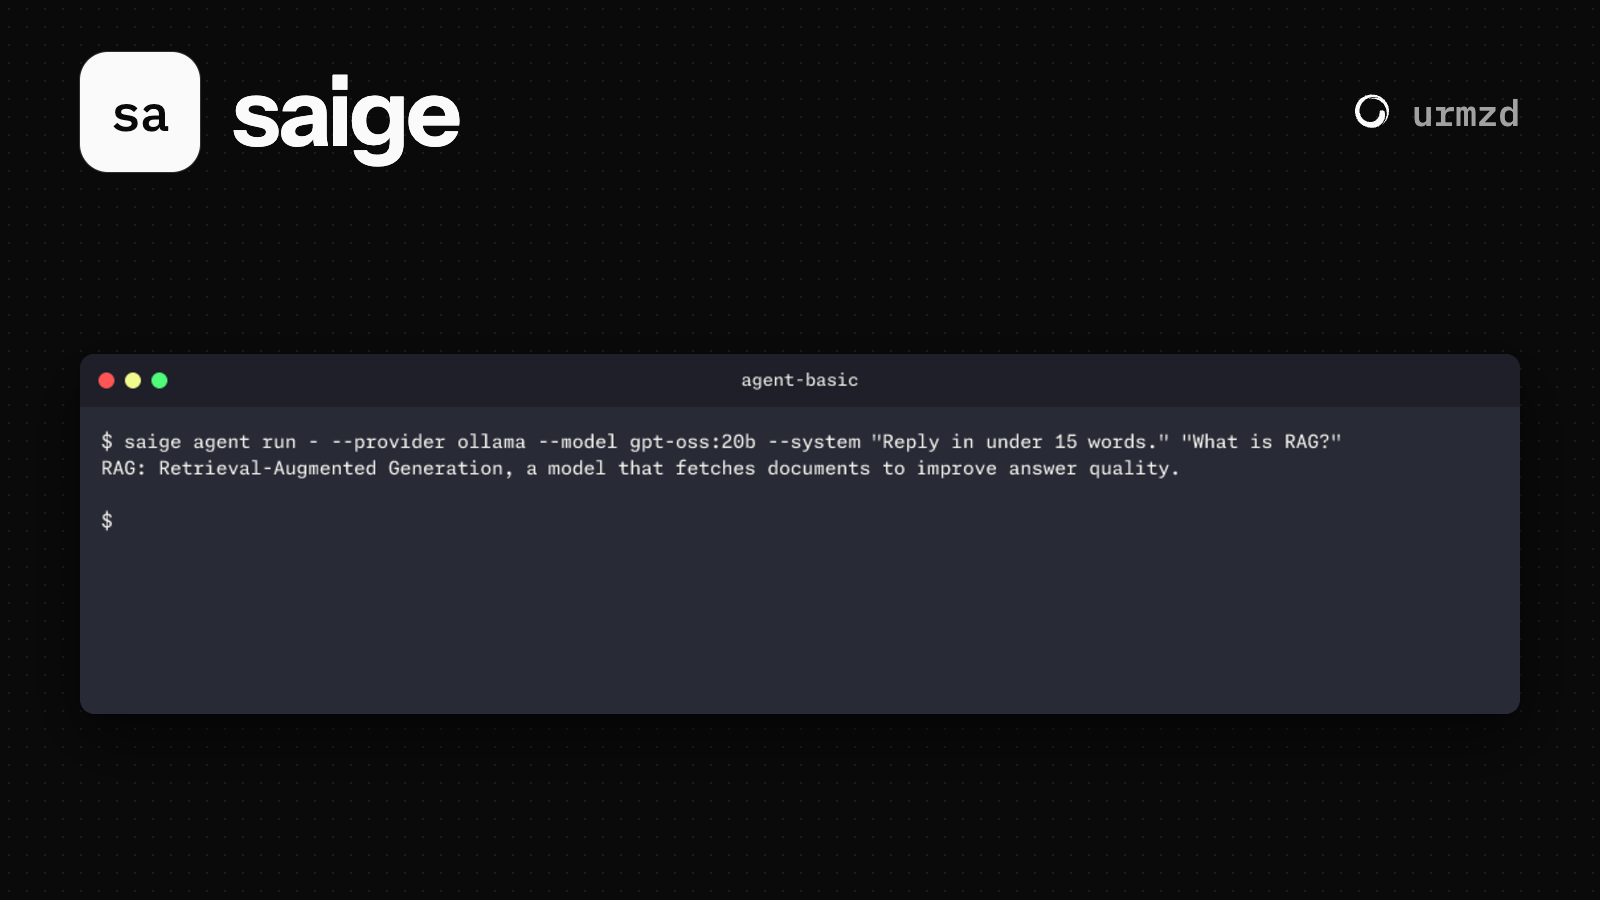 sa
saige
urmzd
agent-basic
$ saige agent run - --provider ollama --model gpt-oss:20b --system "Reply in under 15 words." "What is RAG?"
RAG: Retrieval-Augmented Generation, a model that fetches documents to improve answer quality.
$